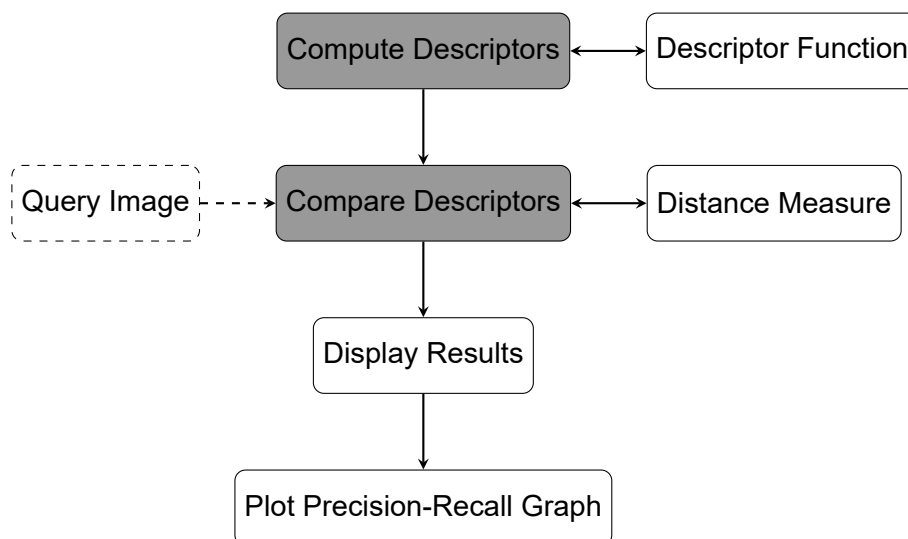 Compute Descriptors
Descriptor Function
Query Image
Compare Descriptors
Distance Measure
Display Results
Plot Precision-Recall Graph